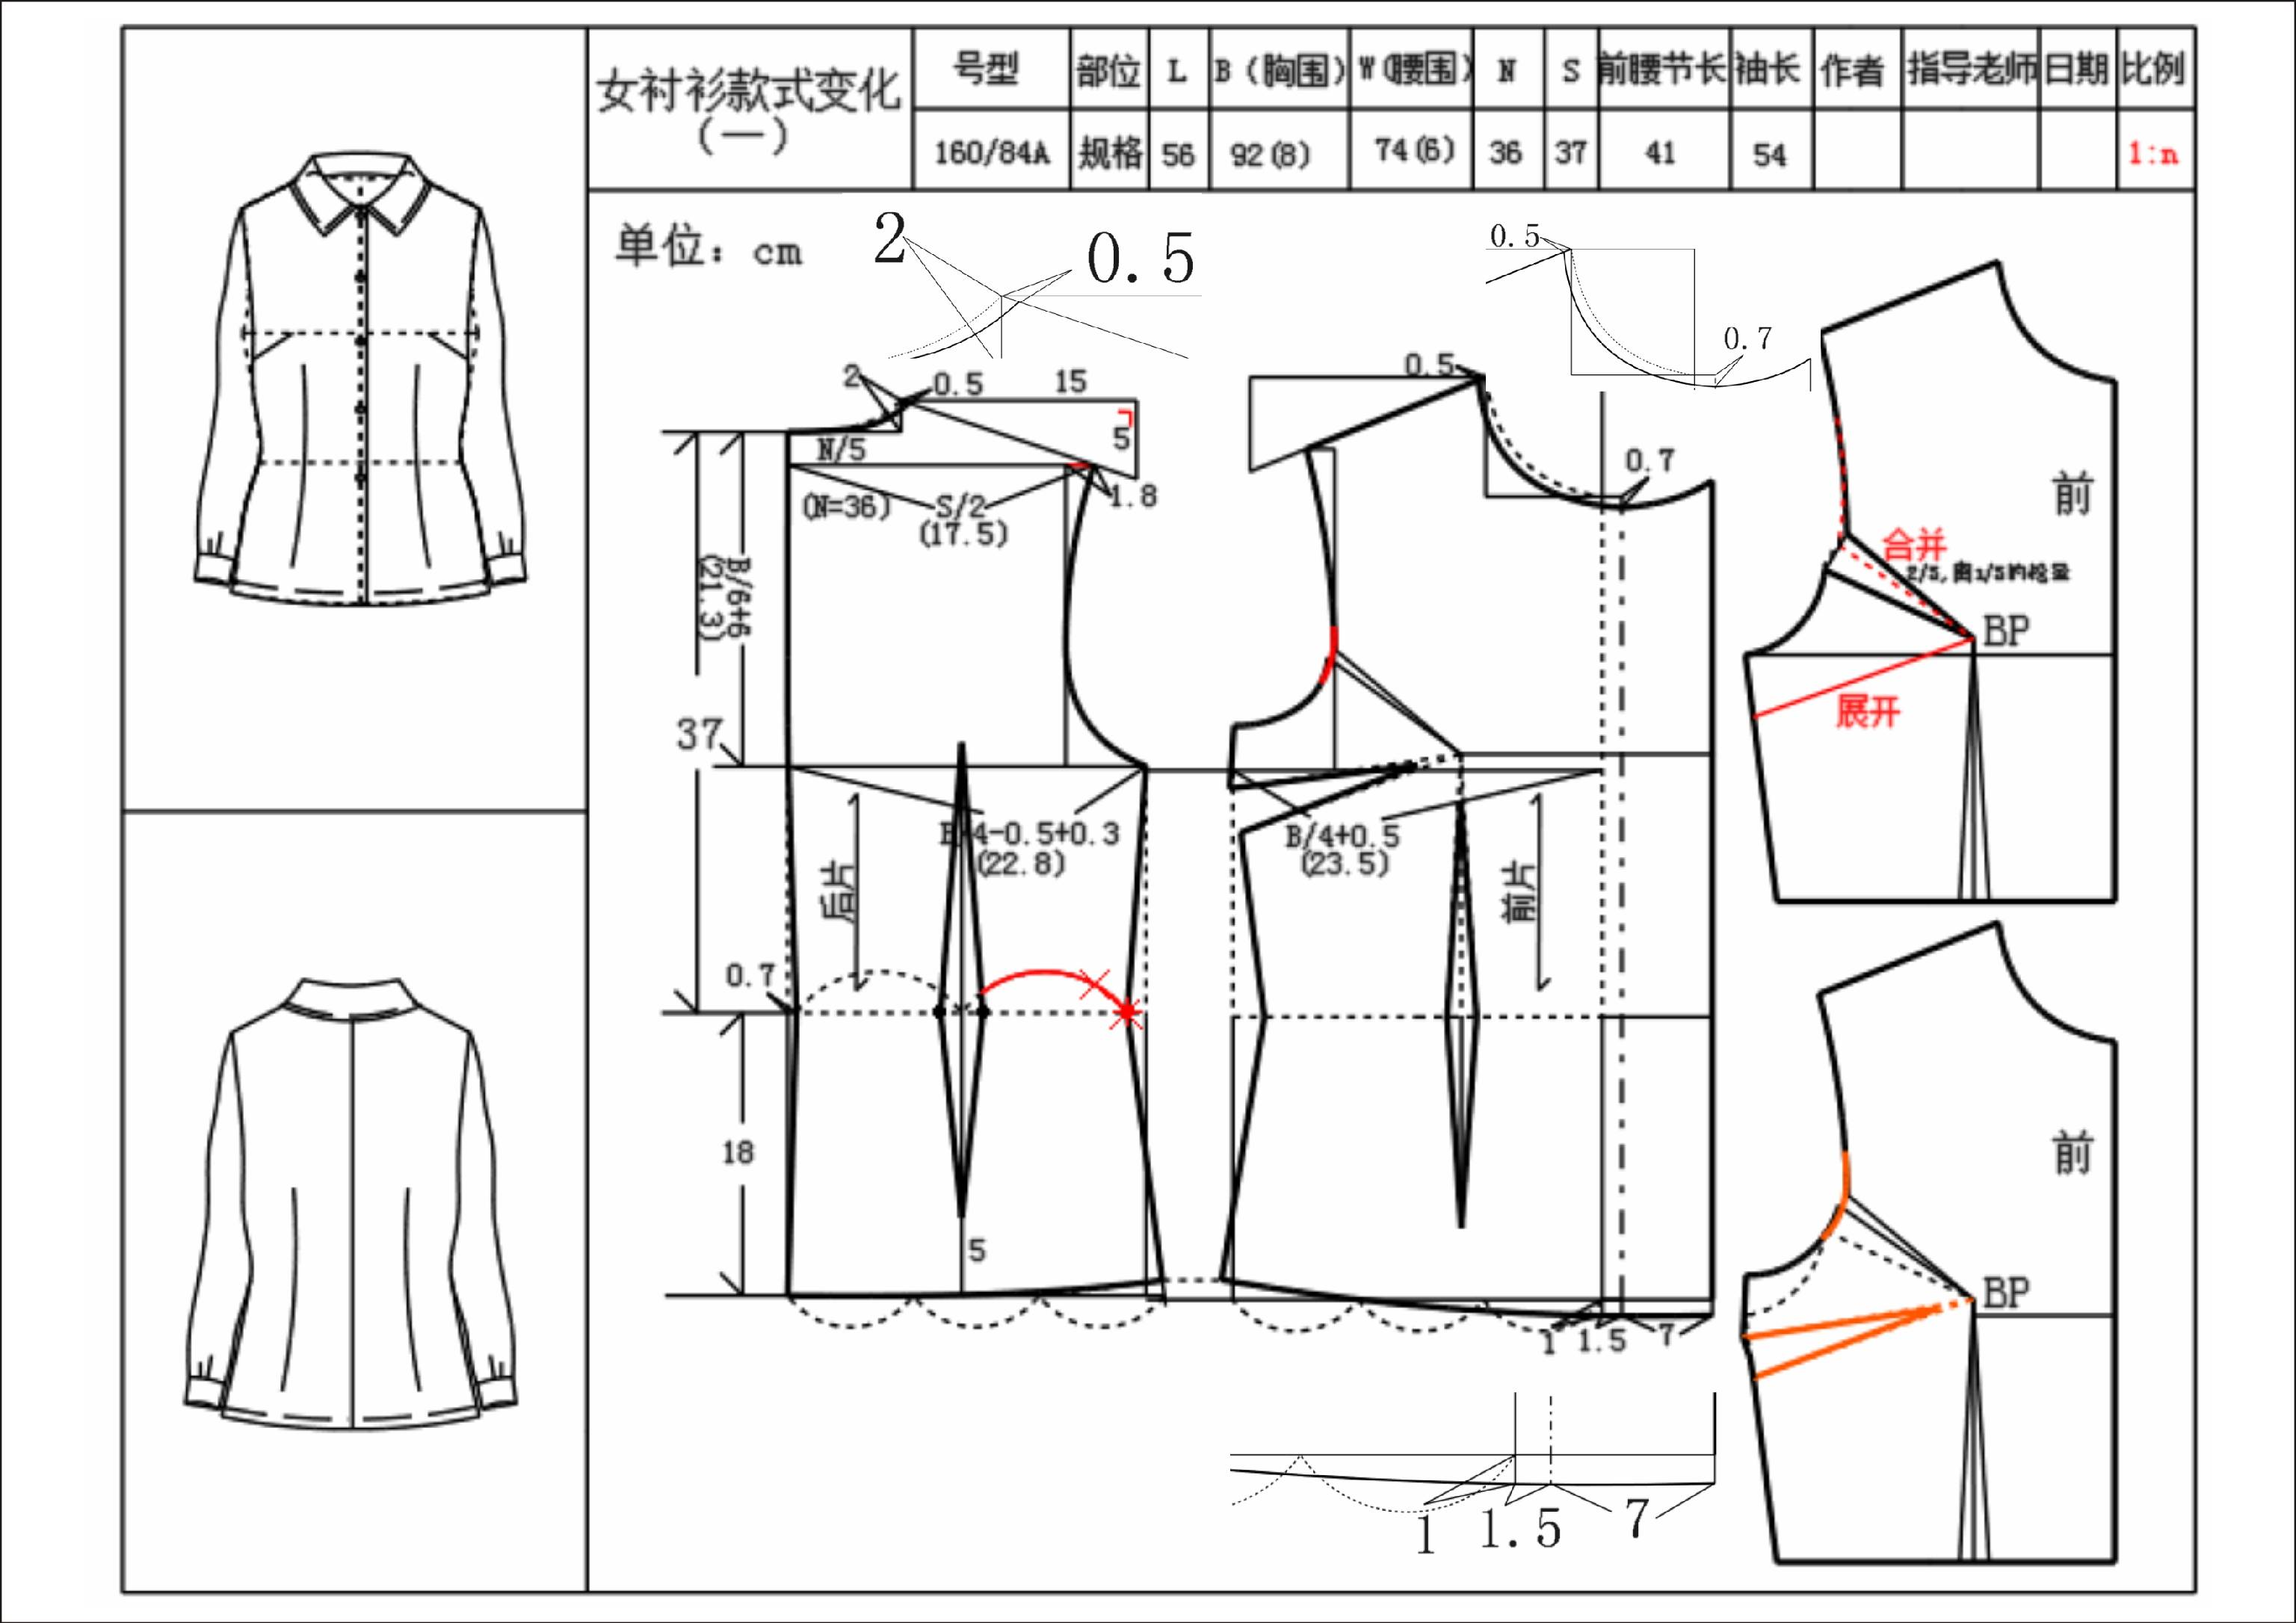 女衬衫款式变化
(一)
号型 部位 L B（胸围） W（腰围） N S 前腰节长 袖长 作者 指导老师 日期 比例
160/84A 规格 56 92(8) 74(6) 36 37 41 54 1:n
单位：cm
2
0.5
0.5
0.7
2
0.5
15
5
N/5
1.8
(N=36)
S/2
(17.5)
B/6+6
(21.3)
37
0.5
0.7
B/4-0.5+0.3
(22.8)
后片
B/4+0.5
(23.5)
前片
0.7
18
5
1 1.5 7
1 1.5 7
前
合并
BP
展开
前
BP